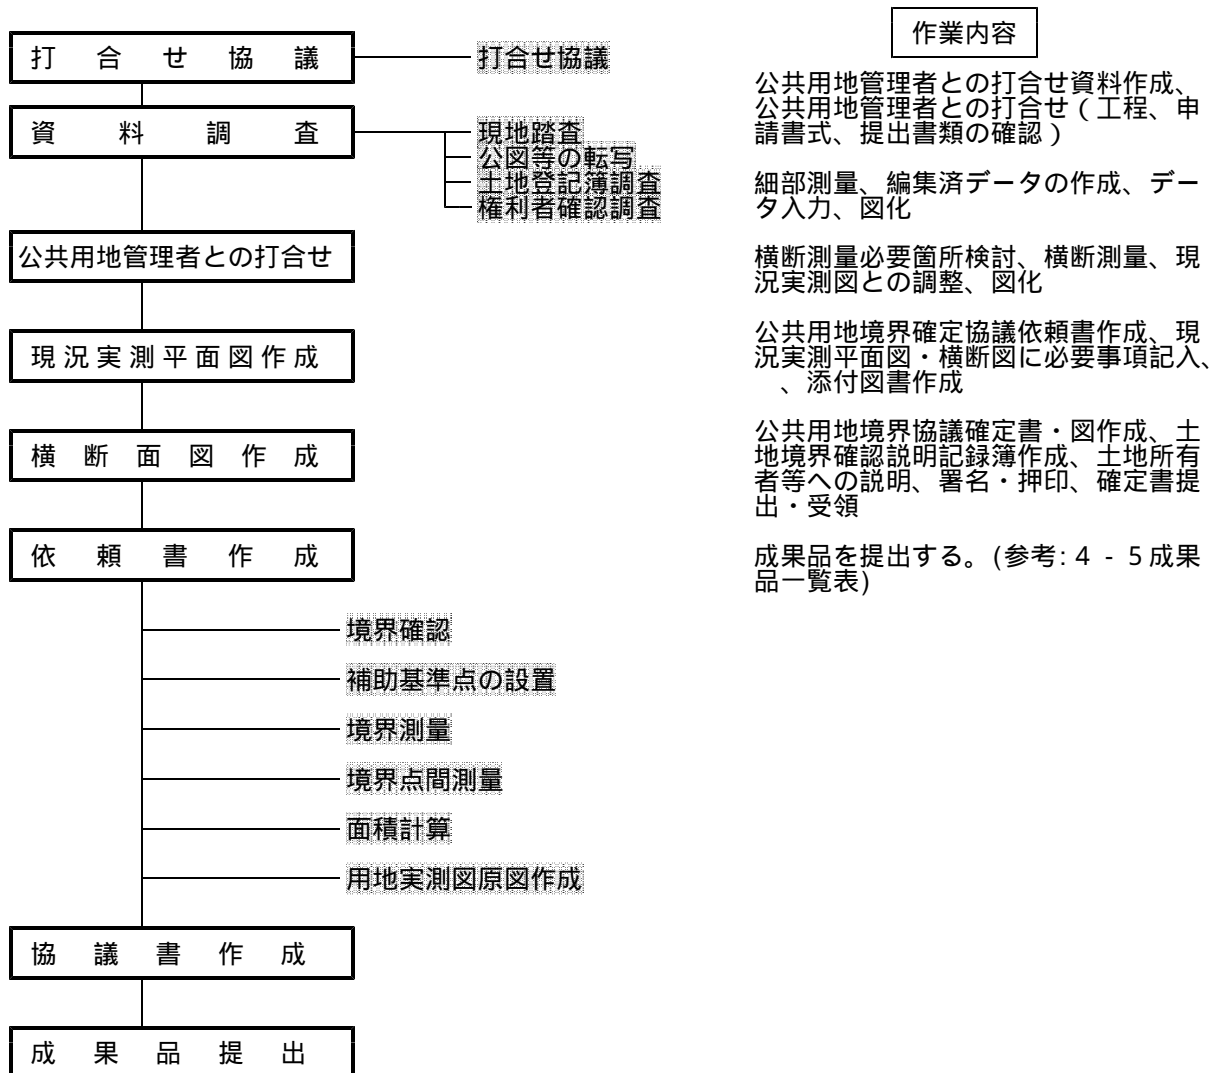 打合せ協議
打合せ協議
資料調査
現地踏査
公図等の転写
土地登記簿調査
権利者確認調査
公共用地管理者との打合せ
現況実測平面図作成
横断面図作成
依頼書作成
境界確認
補助基準点の設置
境界測量
境界点間測量
面積計算
用地実測図原図作成
協議書作成
成果品提出
作業内容
公共用地管理者との打合せ資料作成、
公共用地管理者との打合せ(工程、申
請書式、提出書類の確認)
細部測量、編集済データの作成、デー
タ入力、図化
横断測量必要箇所検討、横断測量、現
況実測図との調整、図化
公共用地境界確定協議依頼書作成、現
況実測平面図・横断図に必要事項記入、
、添付図書作成
公共用地境界協議確定書・図作成、土
地境界確認説明記録簿作成、土地所有
者等への説明、署名・押印、確定書提
出・受領
成果品を提出する。(参考:4-5成果
品一覧表)